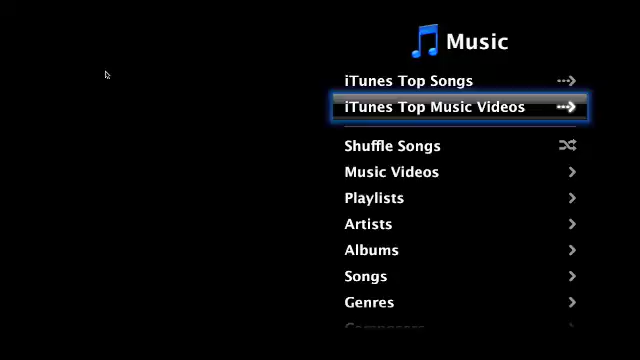 Music
iTunes Top Songs
iTunes Top Music Videos
Shuffle Songs
Music Videos
Playlists
Artists
Albums
Songs
Genres